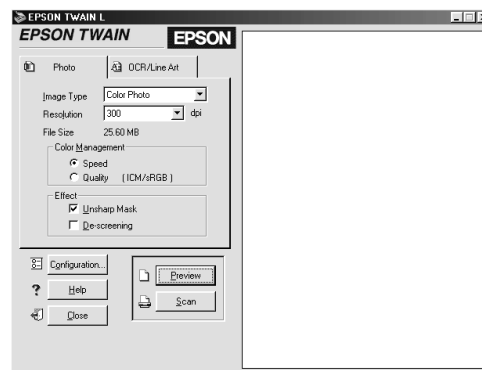 EPSON TWAIN L
EPSON TWAIN EPSON
Photo OCR/Line Art
Image Type Color Photo
Resolution 300 dpi
File Size 25.60 MB
Color Management
Speed
Quality (ICM/sRGB)
Effect
Unsharp Mask
De-screening
Configuration...
Preview
? Help
Scan
Close